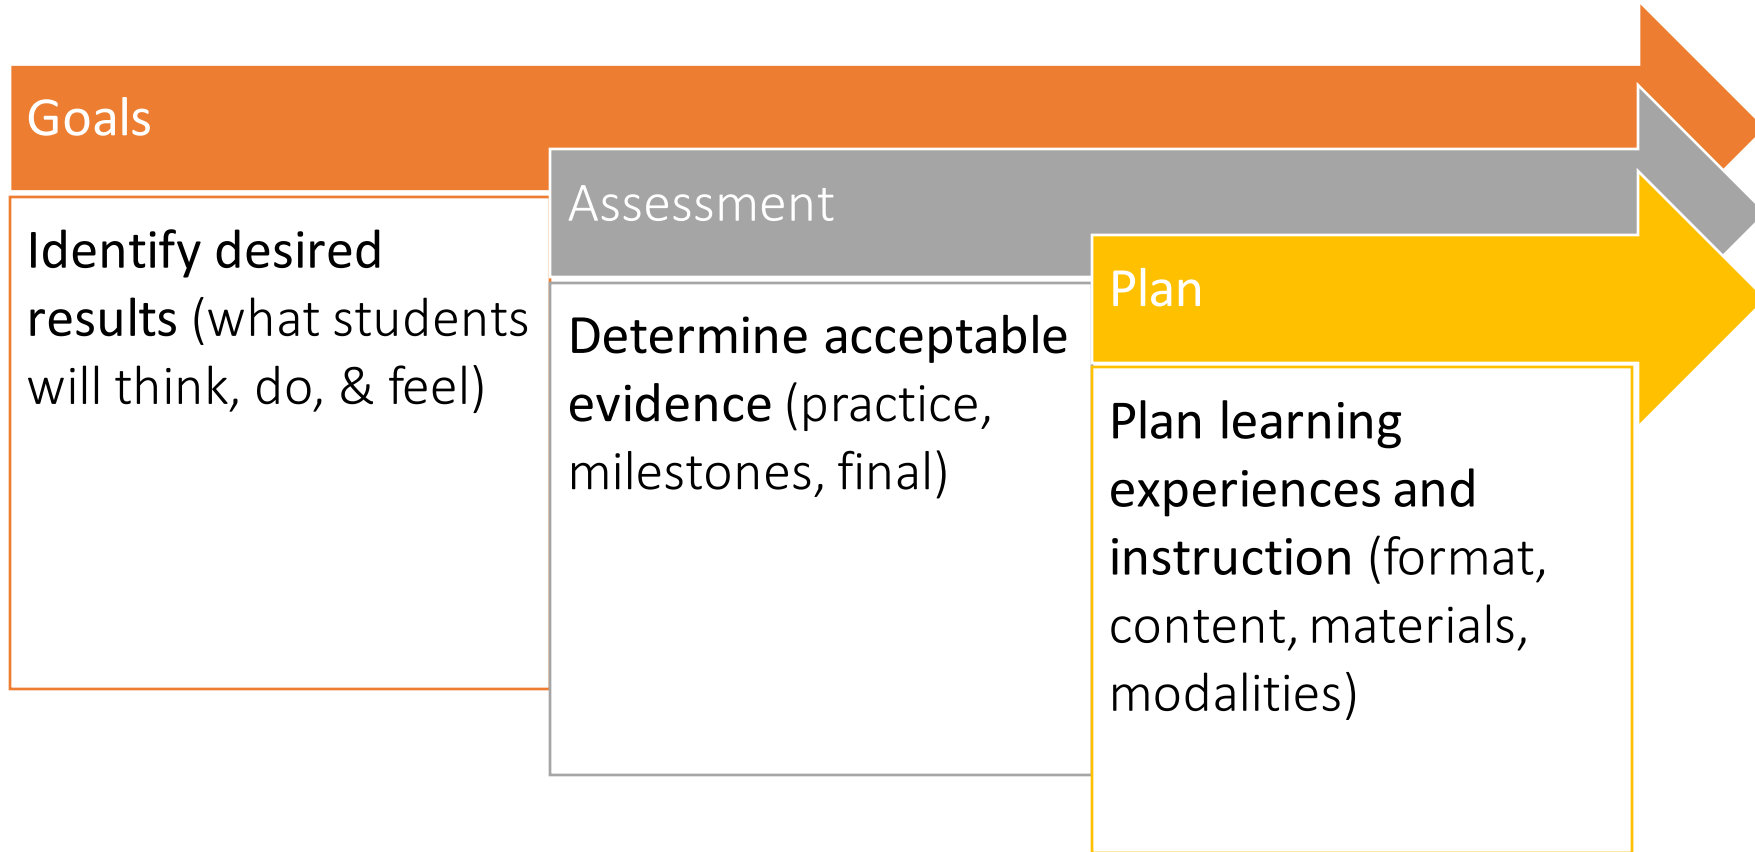 Goals
Identify desired
results (what students
will think, do, & feel)
Assessment
Determine acceptable
evidence (practice,
milestones, final)
Plan
Plan learning
experiences and
instruction (format,
content, materials,
modalities)